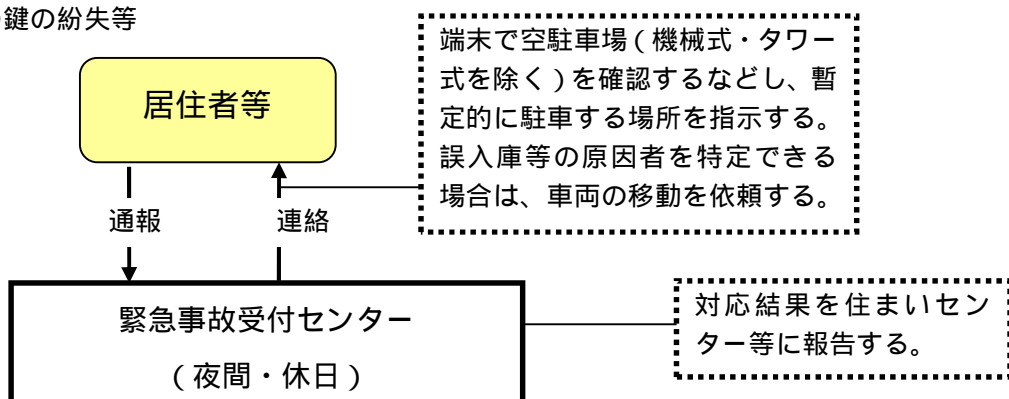 鍵の紛失等
端末で空駐車場（機械式・タワー
式を除く）を確認するなどし、暫
定的に駐車する場所を指示する。
誤入庫等の原因者を特定できる
場合は、車両の移動を依頼する。
居住者等
通報
連絡
緊急事故受付センター
（夜間・休日）
対応結果を住まいセン
ター等に報告する。